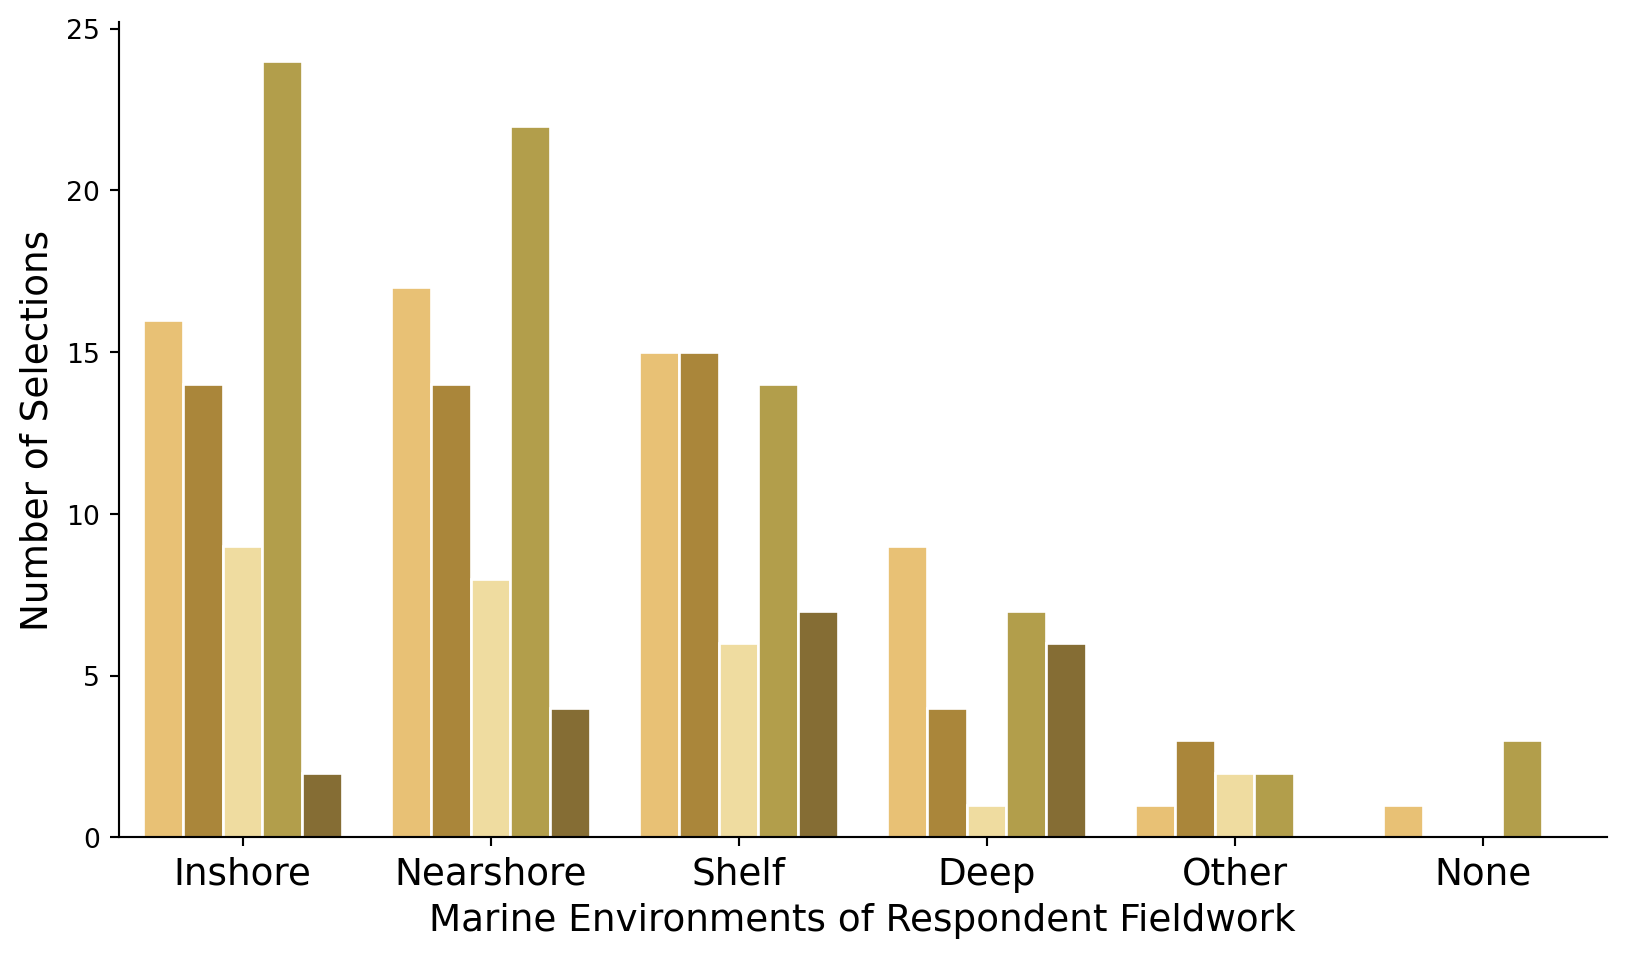 25
20
15
10
5
0
Number of Selections
Inshore Nearshore Shelf Deep Other None
Marine Environments of Respondent Fieldwork